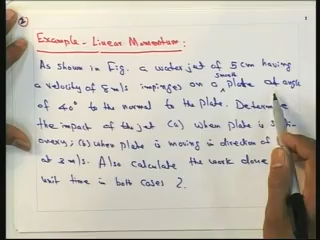 Example - Linear Momentum:
As shown in Fig. a water jet of 5 cm having
a velocity of 8 m/s impinges on a smooth plate at angle
of 40° to the normal to the plate. Determine
the impact of the jet (a) when plate is
(b) when plate is moving in direction of
at 3 m/s. Also calculate the work done
unit time in both cases ?